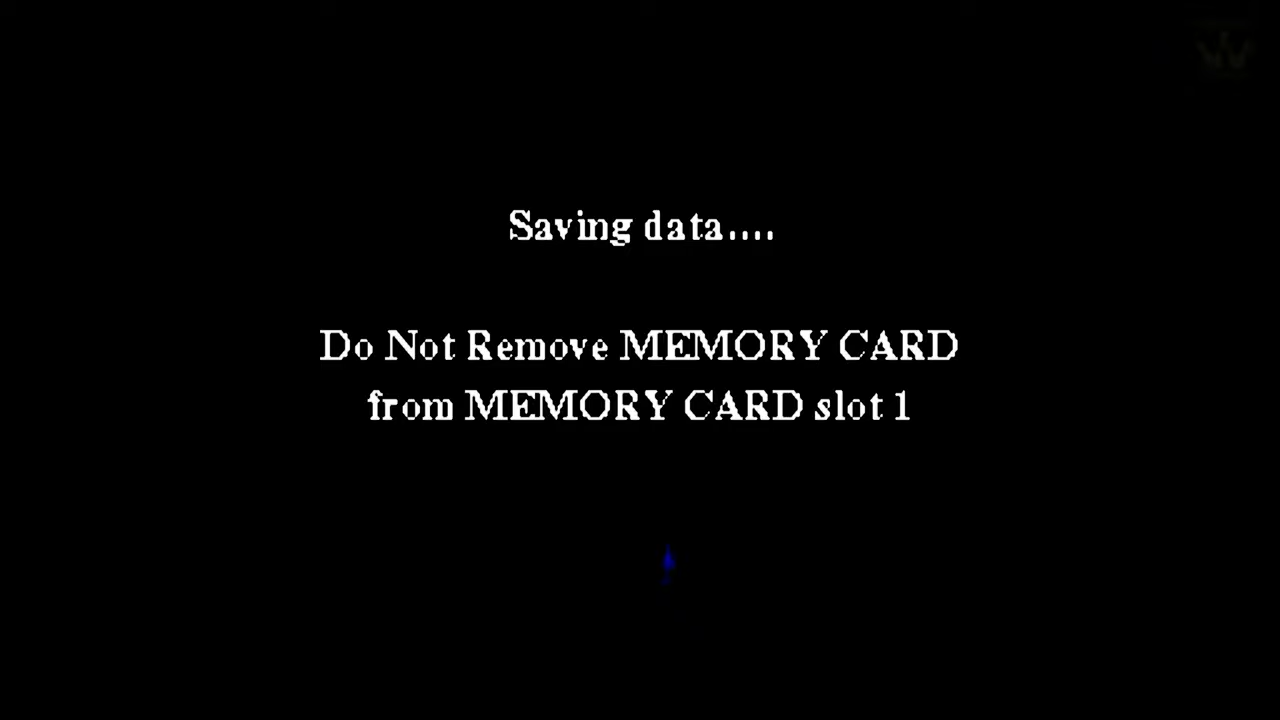 Saving data....
Do Not Remove MEMORY CARD
from MEMORY CARD slot 1